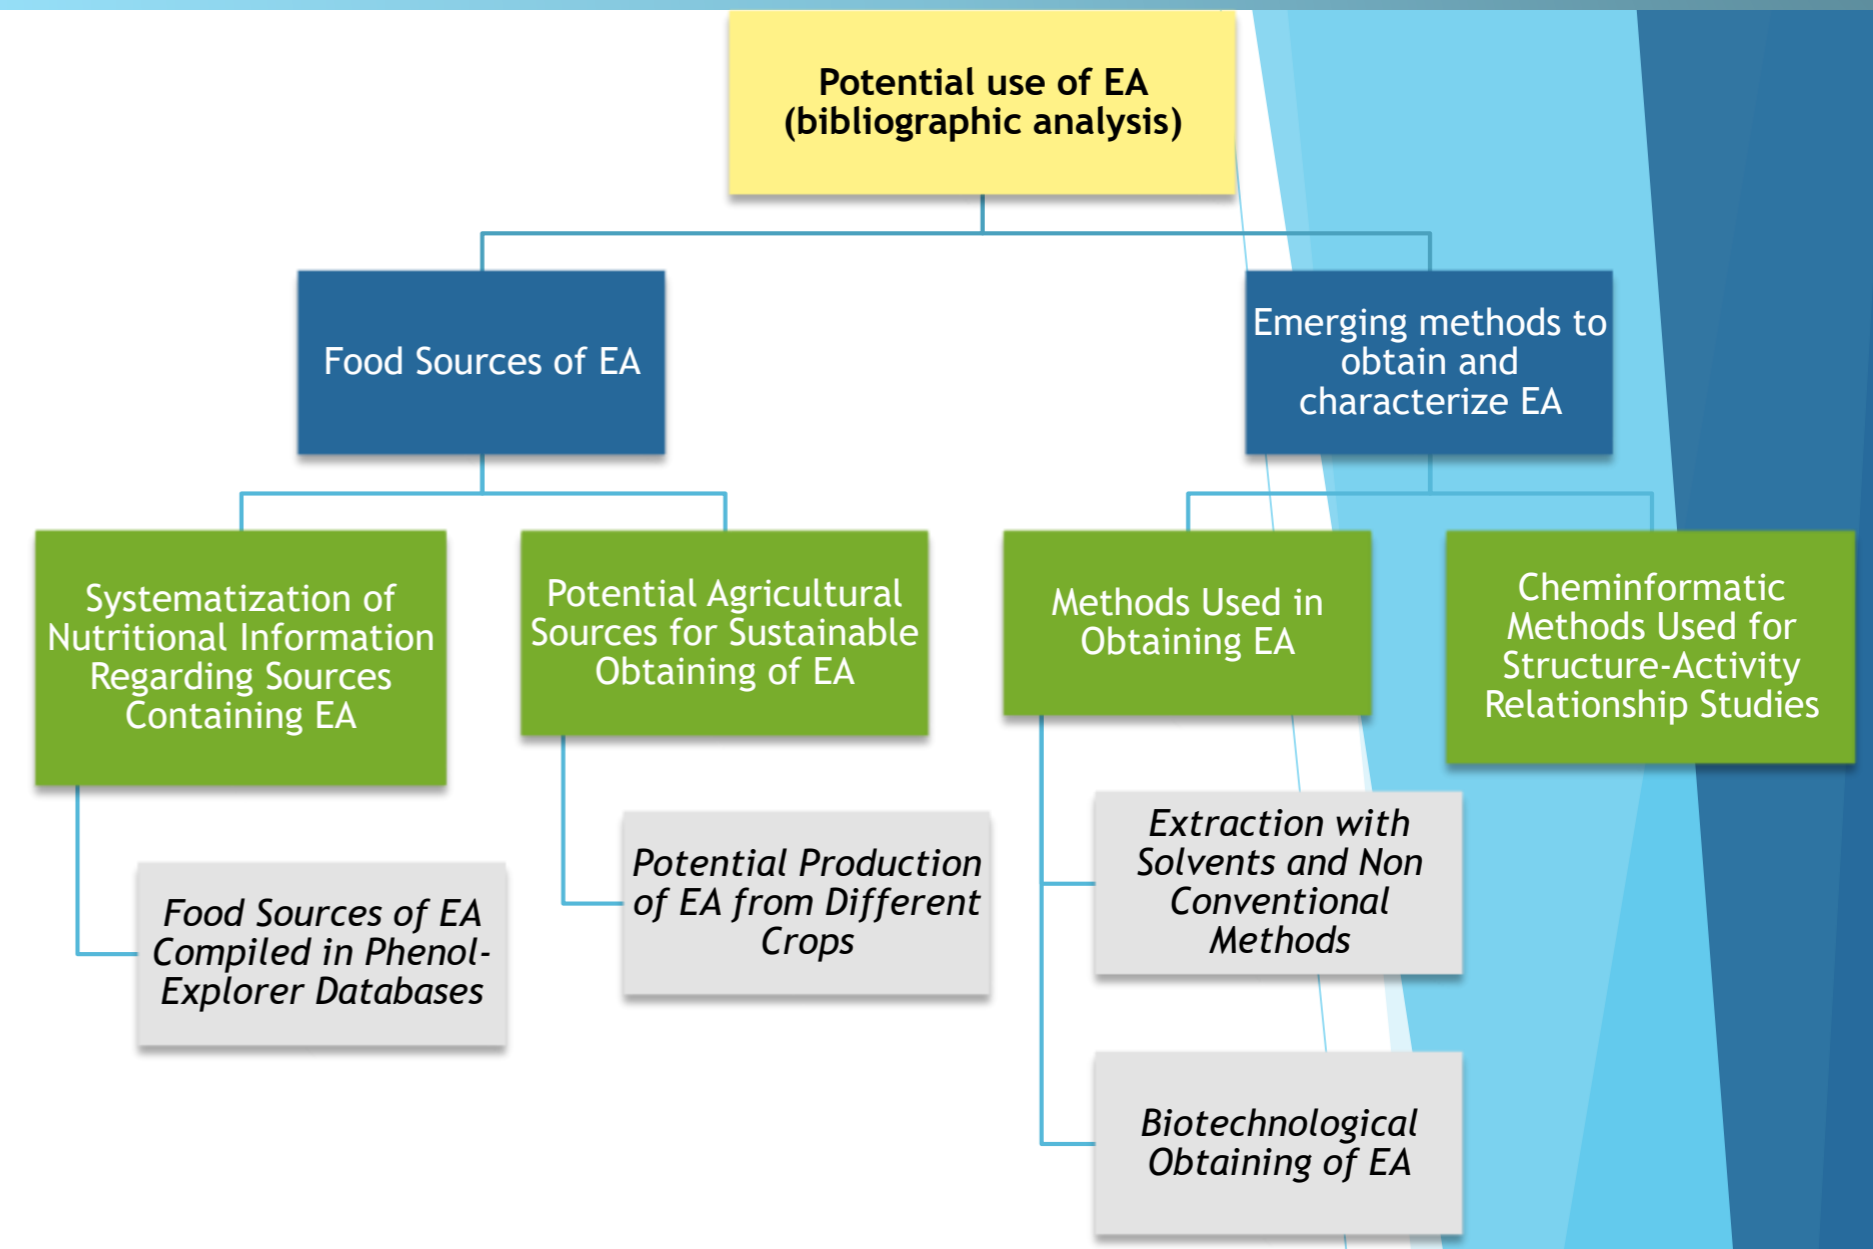 Potential use of EA
(bibliographic analysis)
Food Sources of EA
Emerging methods to
obtain and
characterize EA
Systematization of
Nutritional Information
Regarding Sources
Containing EA
Potential Agricultural
Sources for Sustainable
Obtaining of EA
Methods Used in
Obtaining EA
Cheminformatic
Methods Used for
Structure-Activity
Relationship Studies
Food Sources of EA
Compiled in Phenol-
Explorer Databases
Potential Production
of EA from Different
Crops
Extraction with
Solvents and Non
Conventional
Methods
Biotechnological
Obtaining of EA